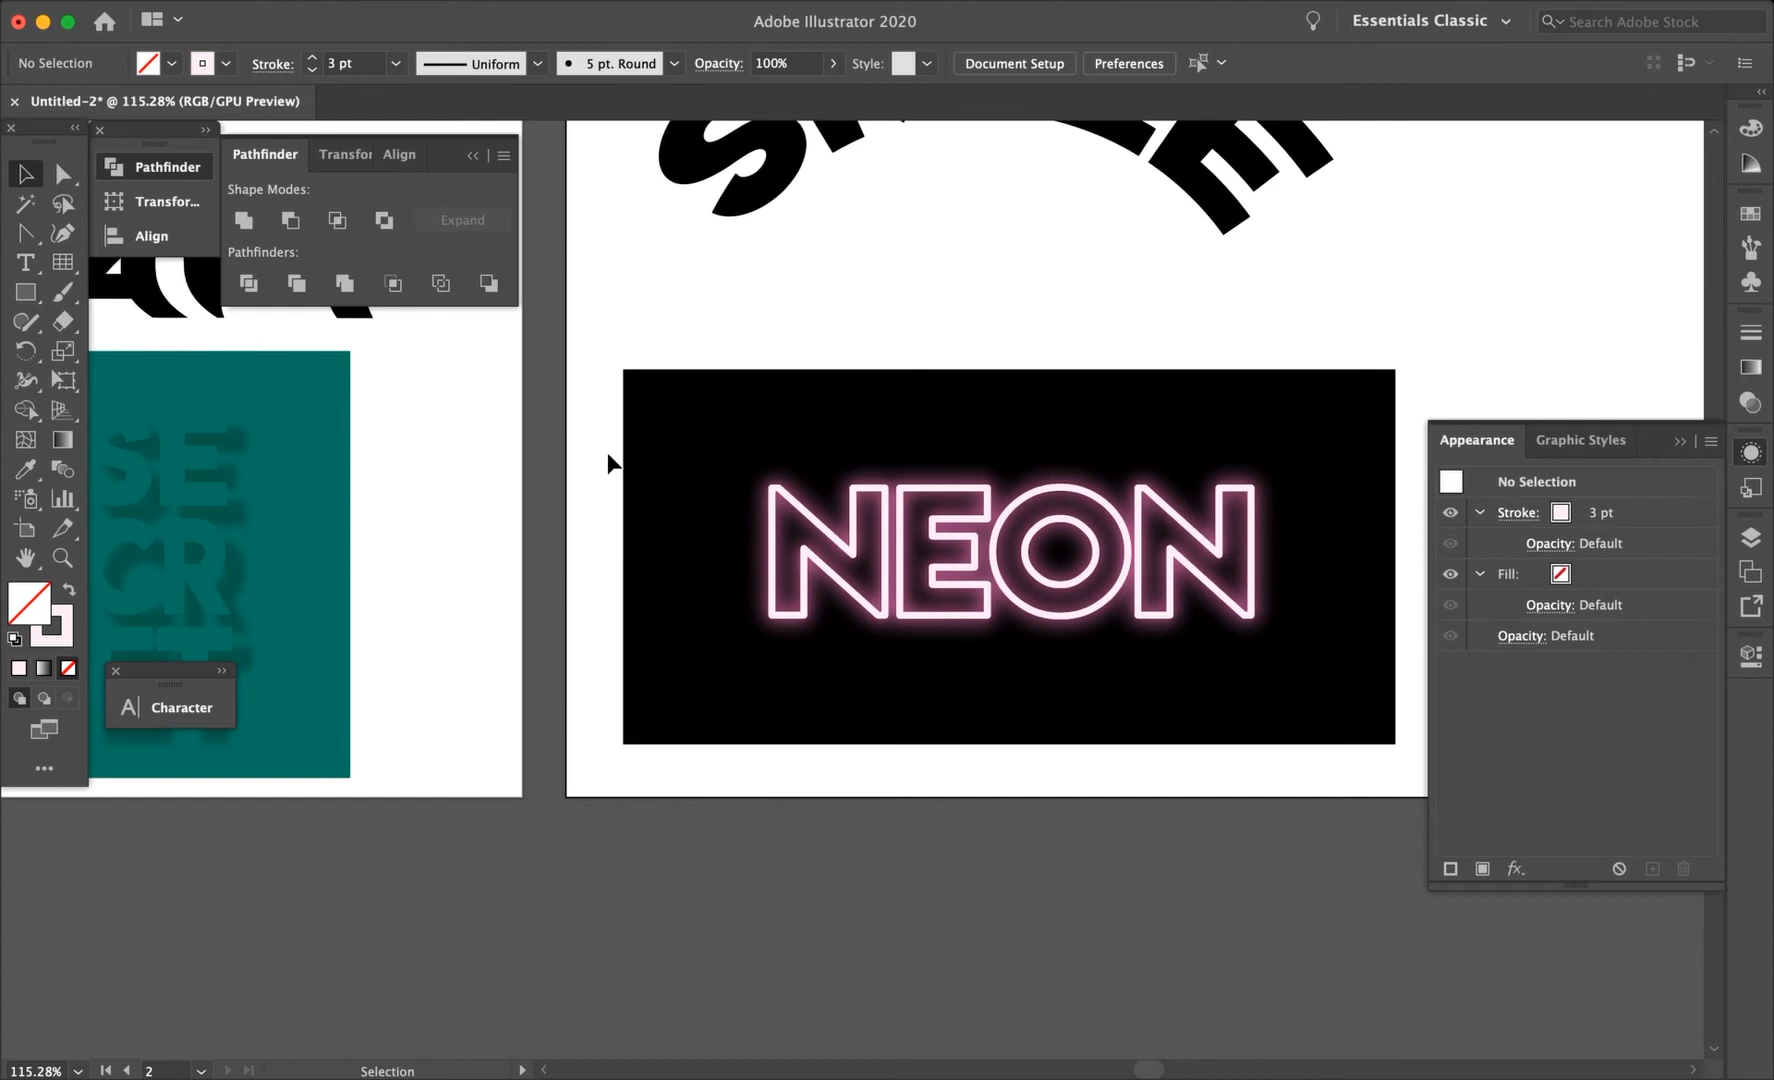 Adobe Illustrator 2020
Essentials Classic
Search Adobe Stock
No Selection
Stroke:
3 pt
Uniform
5 pt. Round
Opacity:
100%
Style:
Document Setup
Preferences
Untitled-2* @ 115.28% (RGB/GPU Preview)
Pathfinder
Transfor...
Align
Pathfinder
Transfor
Align
Shape Modes:
Expand
Pathfinders:
SE
CR
ET
Character
NEON
Appearance
Graphic Styles
No Selection
Stroke:
3 pt
Opacity: Default
Fill:
Opacity: Default
Opacity: Default
fx.
115.28%
2
Selection